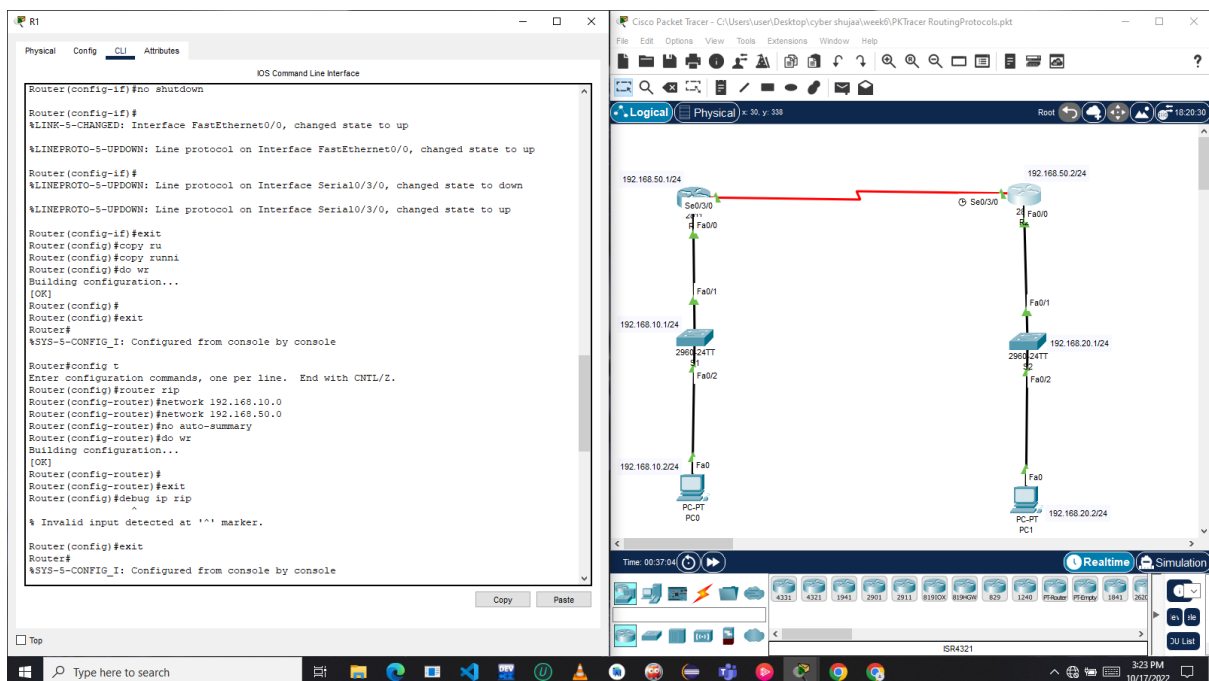 R1
Physical Config CLI Attributes
IOS Command Line Interface
Router(config-if)#no shutdown
Router(config-if)#
%LINK-5-CHANGED: Interface FastEthernet0/0, changed state to up
%LINEPROTO-5-UPDOWN: Line protocol on Interface FastEthernet0/0, changed state to up
Router(config-if)#
%LINEPROTO-5-UPDOWN: Line protocol on Interface Serial0/3/0, changed state to down
%LINEPROTO-5-UPDOWN: Line protocol on Interface Serial0/3/0, changed state to up
Router(config-if)#exit
Router(config)#copy ru
Router(config)#copy runni
Router(config)#do wr
Building configuration...
[OK]
Router(config)#
Router(config)#exit
Router#
%SYS-5-CONFIG_I: Configured from console by console
Router#config t
Enter configuration commands, one per line. End with CNTL/Z.
Router(config)#router rip
Router(config-router)#network 192.168.10.0
Router(config-router)#network 192.168.50.0
Router(config-router)#no auto-summary
Router(config-router)#do wr
Building configuration...
[OK]
Router(config-router)#
Router(config-router)#exit
Router(config)#debug ip rip
^
% Invalid input detected at '^' marker.
Router(config)#exit
Router#
%SYS-5-CONFIG_I: Configured from console by console
Copy Paste
Top
Cisco Packet Tracer - C:\Users\user\Desktop\cyber shujaa\week6\PKTracer RoutingProtocols.pkt
File Edit Options View Tools Extensions Window Help
Logical Physical x: 30, y: 338 Root 18:20:30
192.168.50.1/24
192.168.50.2/24
Se0/3/0
Se0/3/0
Fa0/0
Fa0/0
Fa0/1
Fa0/1
192.168.10.1/24
192.168.20.1/24
2960-24TT
S1
2960-24TT
S2
Fa0/2
Fa0/2
192.168.10.2/24
Fa0
Fa0
PC-PT
PC0
192.168.20.2/24
PC-PT
PC1
Time: 00:37:04 Realtime Simulation
4331 4321 1941 2901 2911 819IOX 819HGW 829 1240 PT-Router PT-Empty 1841
ISR4321
Type here to search
3:23 PM
10/17/2022